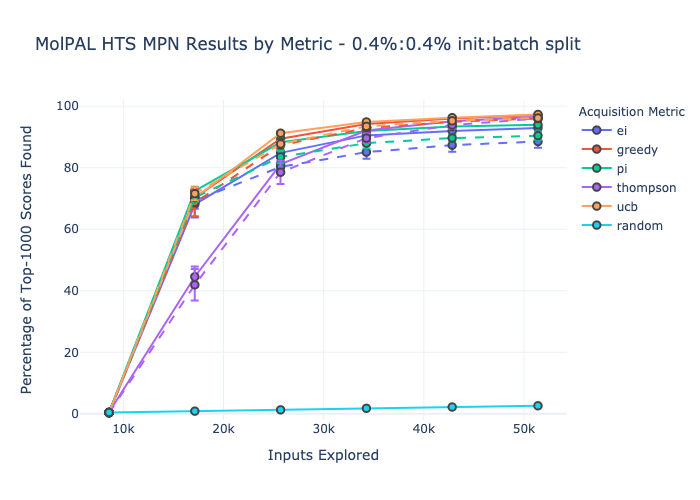 MolPAL HTS MPN Results by Metric - 0.4%:0.4% init:batch split
Percentage of Top-1000 Scores Found
100
80
60
40
20
0
10k
20k
30k
40k
50k
Inputs Explored
Acquisition Metric
ei
greedy
pi
thompson
ucb
random